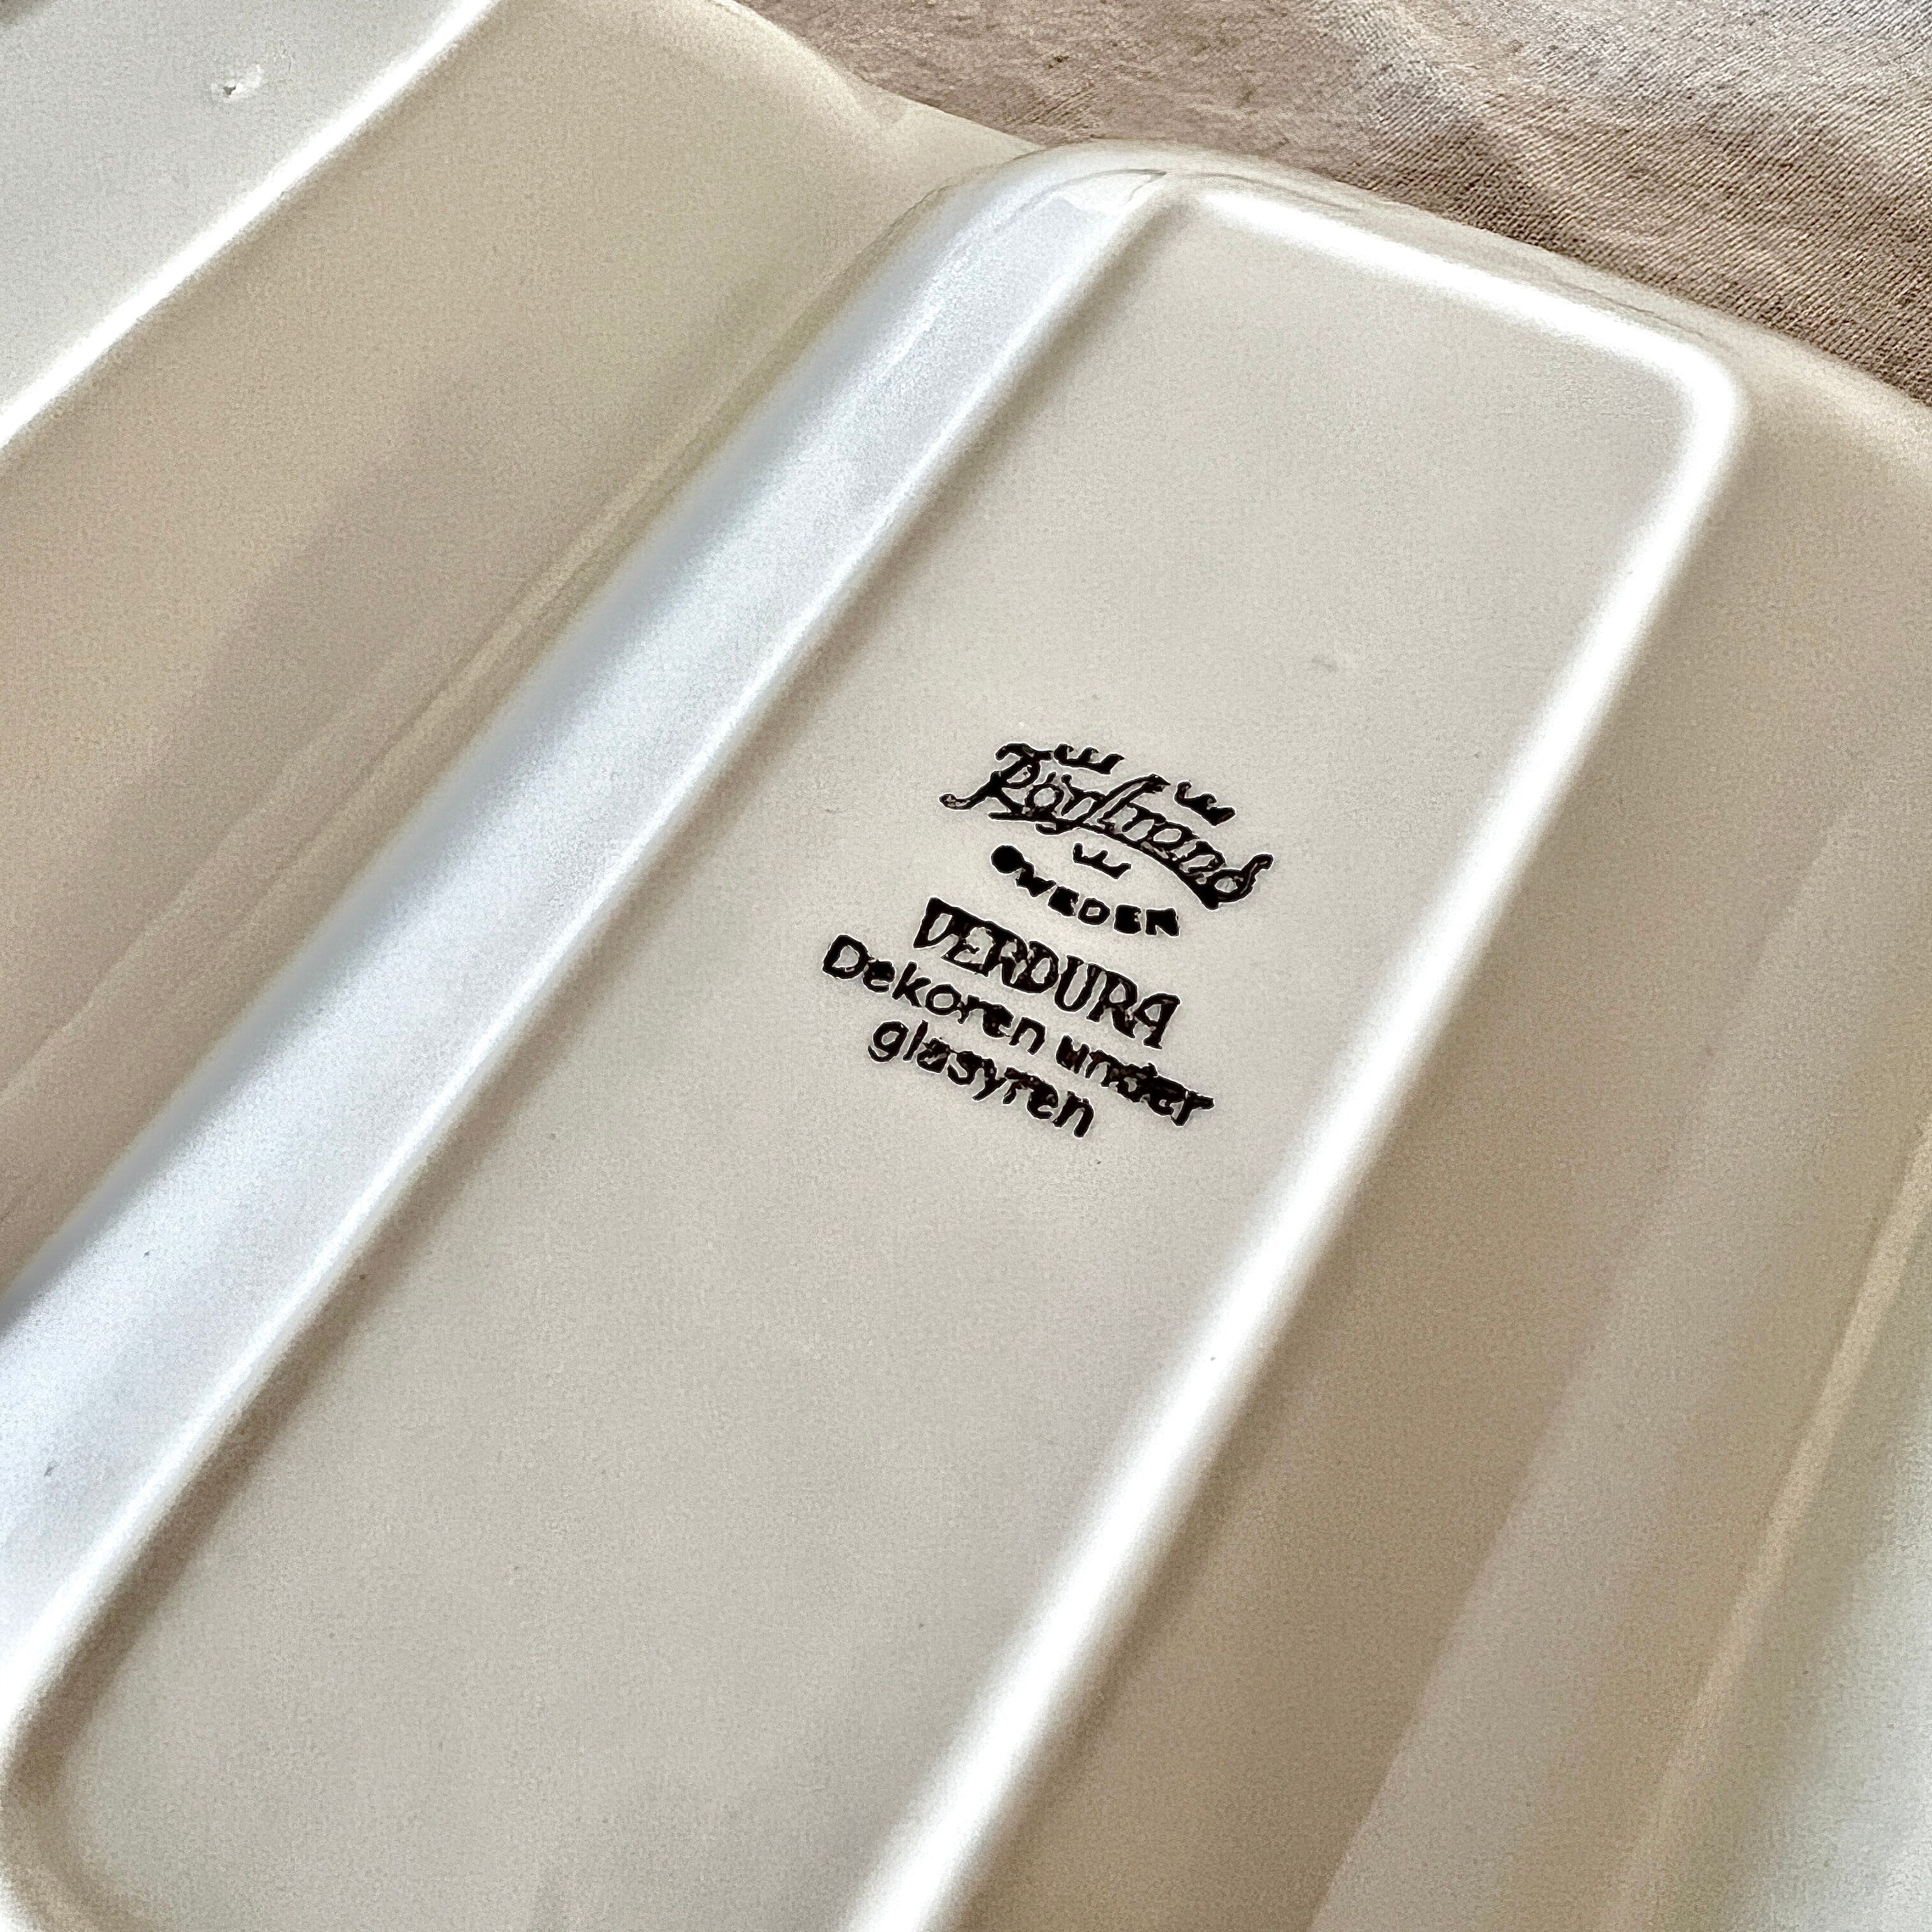 Rörstrand
SWEDEN
VERDURA
Dekoren under
glasyren